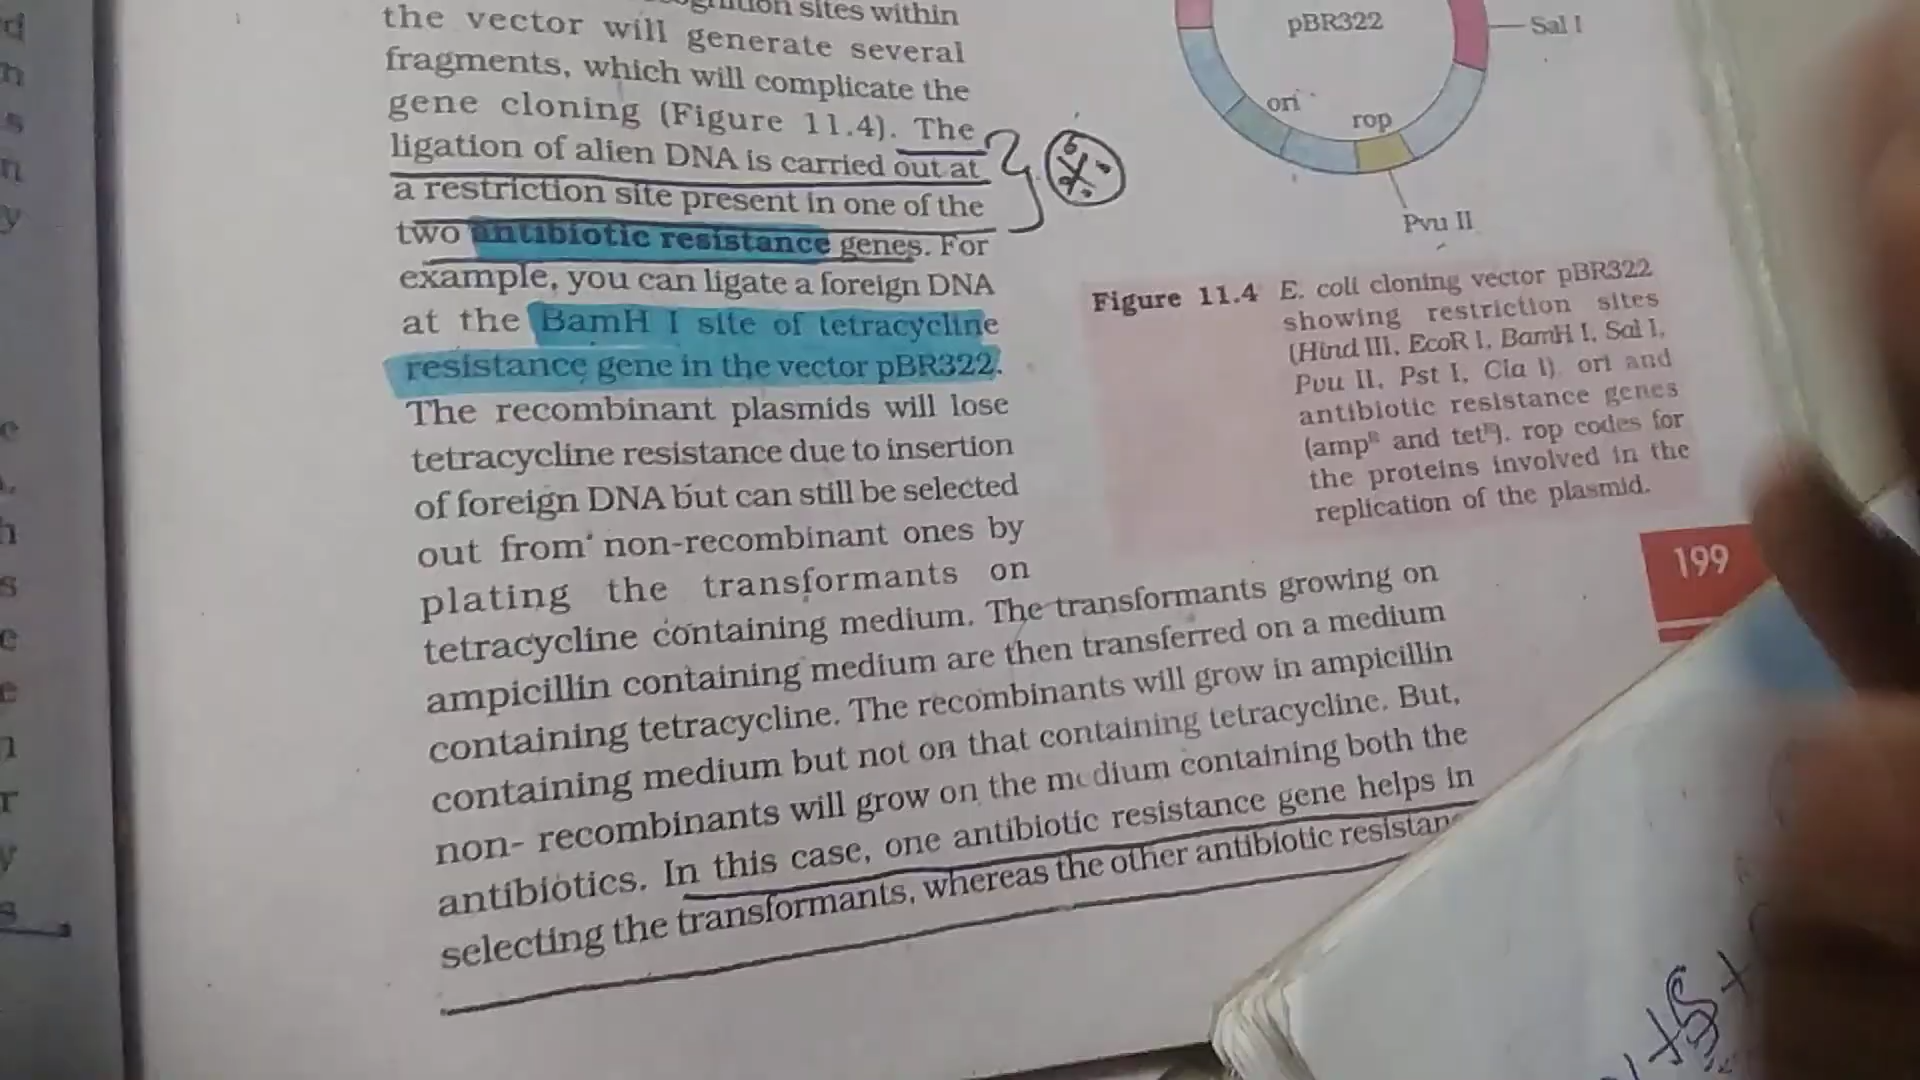 sites within
the vector will generate several
fragments, which will complicate the
gene cloning (Figure 11.4). The
ligation of alien DNA is carried out at
a restriction site present in one of the
two antibiotic resistance genes. For
example, you can ligate a foreign DNA
at the BamH I site of tetracycline
resistance gene in the vector pBR322.
The recombinant plasmids will lose
tetracycline resistance due to insertion
of foreign DNA but can still be selected
out from non-recombinant ones by
plating the transformants on
tetracycline containing medium. The transformants growing on
ampicillin containing medium are then transferred on a medium
containing tetracycline. The recombinants will grow in ampicillin
containing medium but not on that containing tetracycline. But,
non- recombinants will grow on the medium containing both the
antibiotics. In this case, one antibiotic resistance gene helps in
selecting the transformants, whereas the other antibiotic
pBR322
Sal I
ori
rop
Pvu II
Figure 11.4 E. coli cloning vector pBR322
showing restriction sites
(Hind III, EcoR I, BamH I, Sal I,
Pvu II, Pst I, Cla I), ori and
antibiotic resistance genes
(ampᴿ and tetᴿ). rop codes for
the proteins involved in the
replication of the plasmid.
199